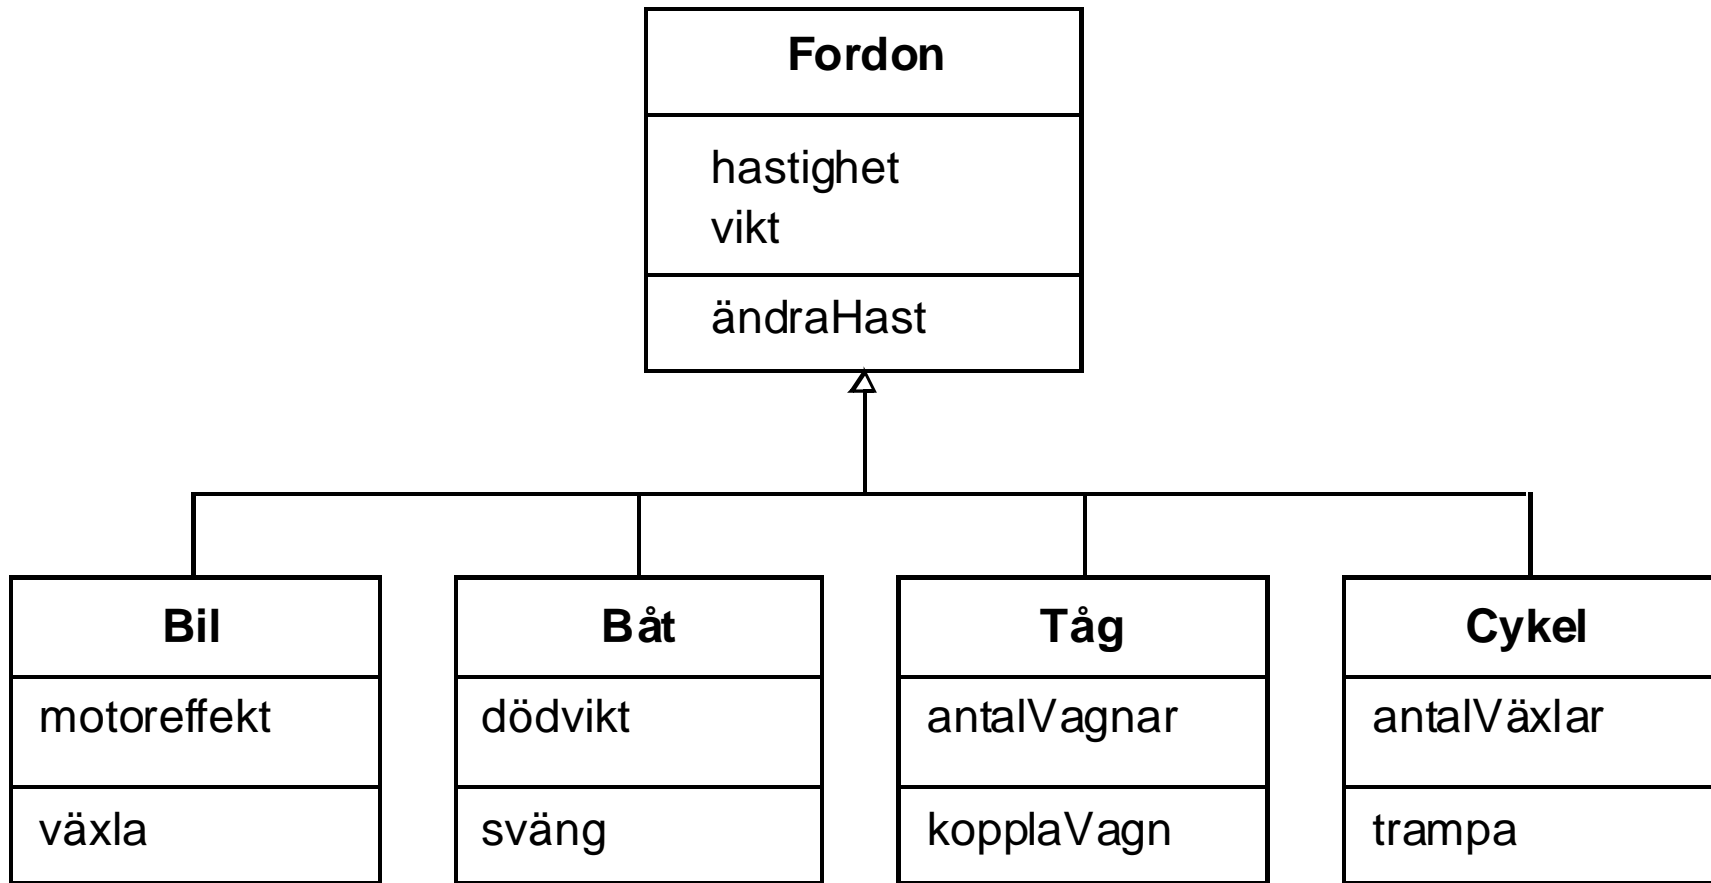 Fordon
hastighet
vikt
ändraHast
Bil
motoreffekt
växla
Båt
dödvikt
sväng
Tåg
antalVagnar
kopplaVagn
Cykel
antalVäxlar
trampa